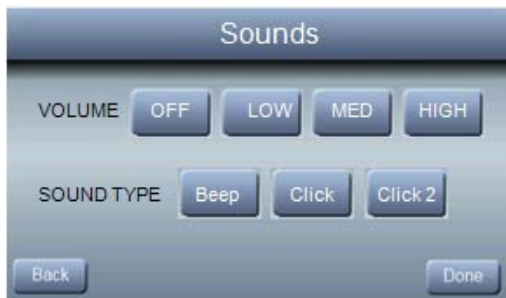 Sounds
VOLUME OFF LOW MED HIGH
SOUND TYPE Beep Click Click 2
Back Done